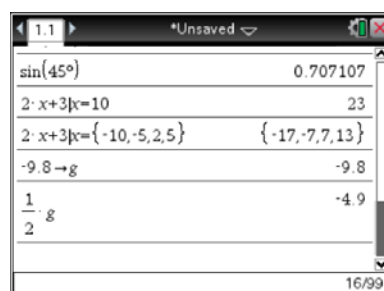 1.1 *Unsaved
sin(45°) 0.707107
2· x+3|x=10 23
2· x+3|x={-10,-5,2,5} {-17,-7,7,13}
-9.8→g -9.8
1/2 · g -4.9
16/99